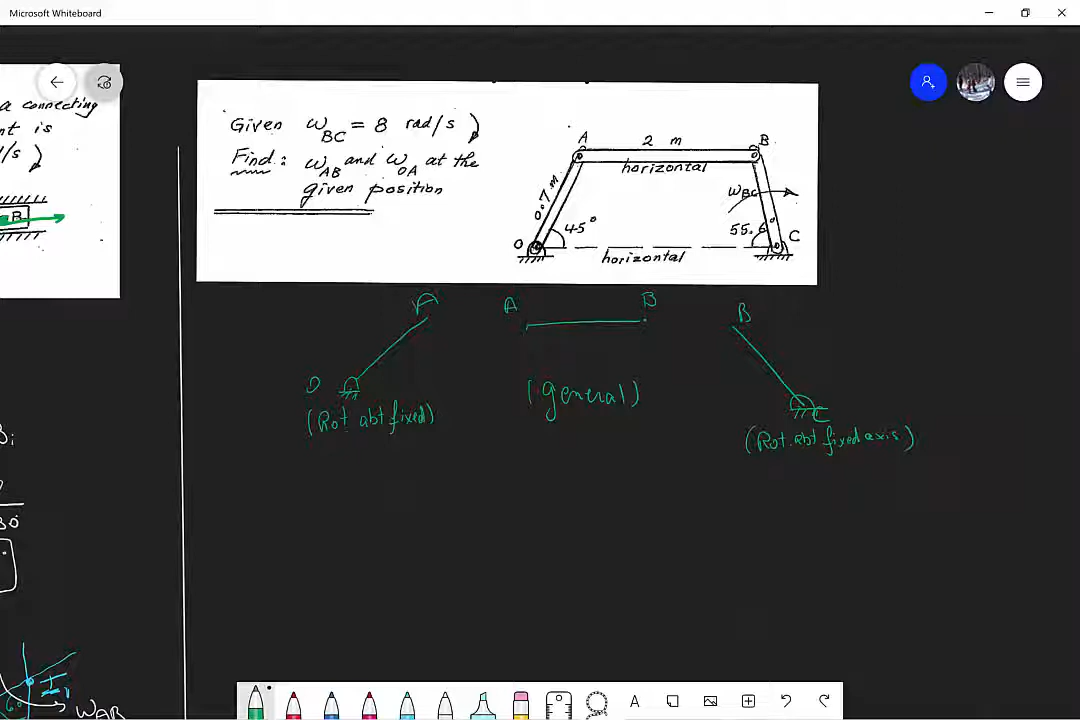 Microsoft Whiteboard
a connecting
nt is
/s )
B
Given ω_BC = 8 rad/s )
Find: ω_AB and ω_OA at the
given position
A
2 m
B
horizontal
0.7 m
ω_BC
45°
55.6°
O
C
horizontal
A
A
B
B
O
(Rot. abt fixed)
(general)
C
(Rot. abt fixed axis)
ω_AB
A